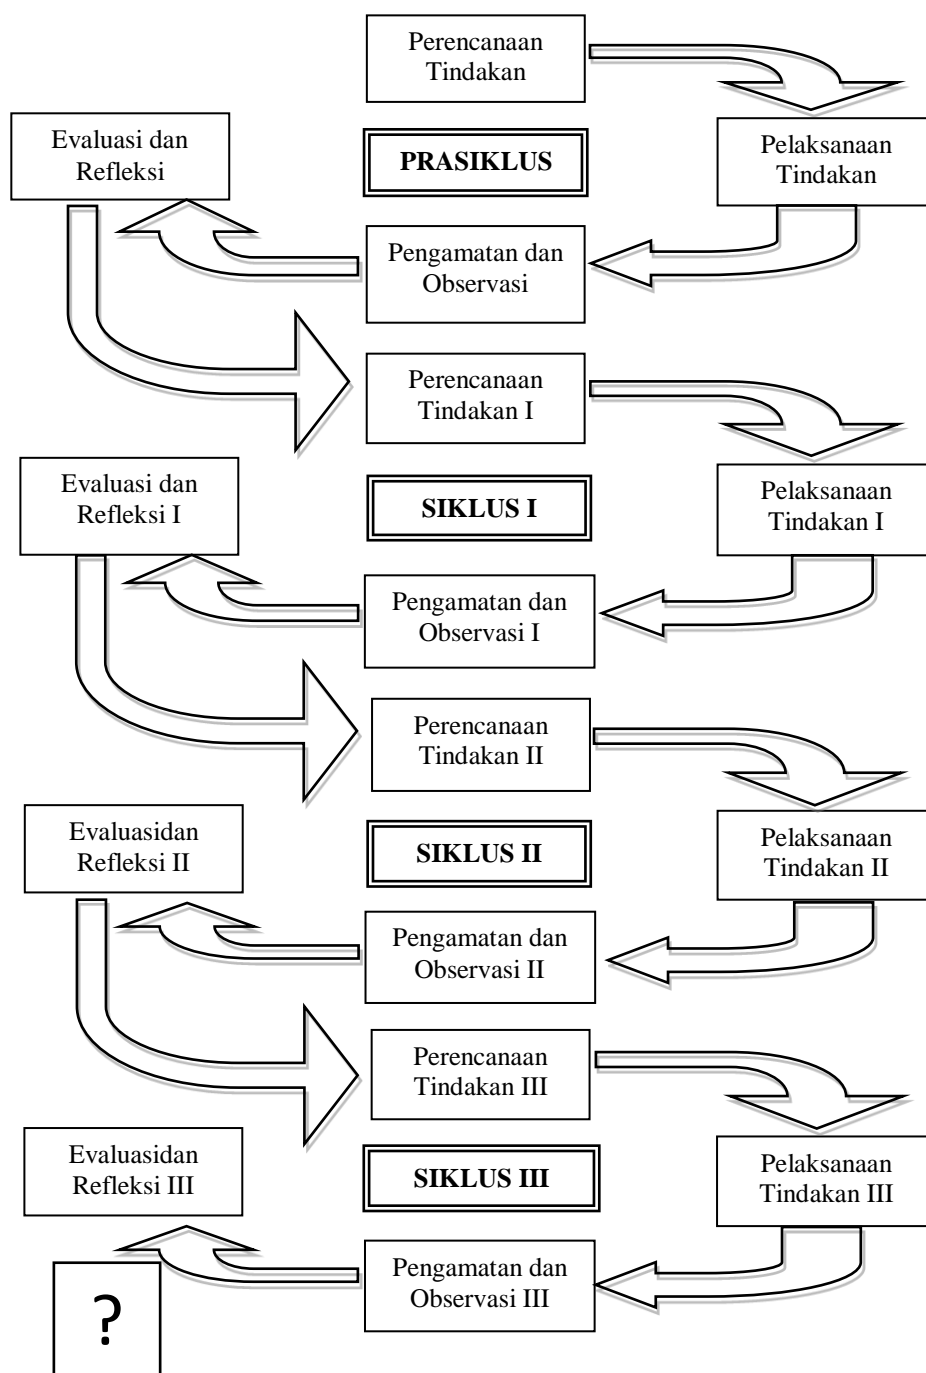 Perencanaan
Tindakan
Evaluasi dan
Refleksi
PRASIKLUS
Pelaksanaan
Tindakan
Pengamatan dan
Observasi
Perencanaan
Tindakan I
Evaluasi dan
Refleksi I
SIKLUS I
Pelaksanaan
Tindakan I
Pengamatan dan
Observasi I
Perencanaan
Tindakan II
Evaluasidan
Refleksi II
SIKLUS II
Pelaksanaan
Tindakan II
Pengamatan dan
Observasi II
Perencanaan
Tindakan III
Evaluasidan
Refleksi III
SIKLUS III
Pelaksanaan
Tindakan III
Pengamatan dan
Observasi III
?